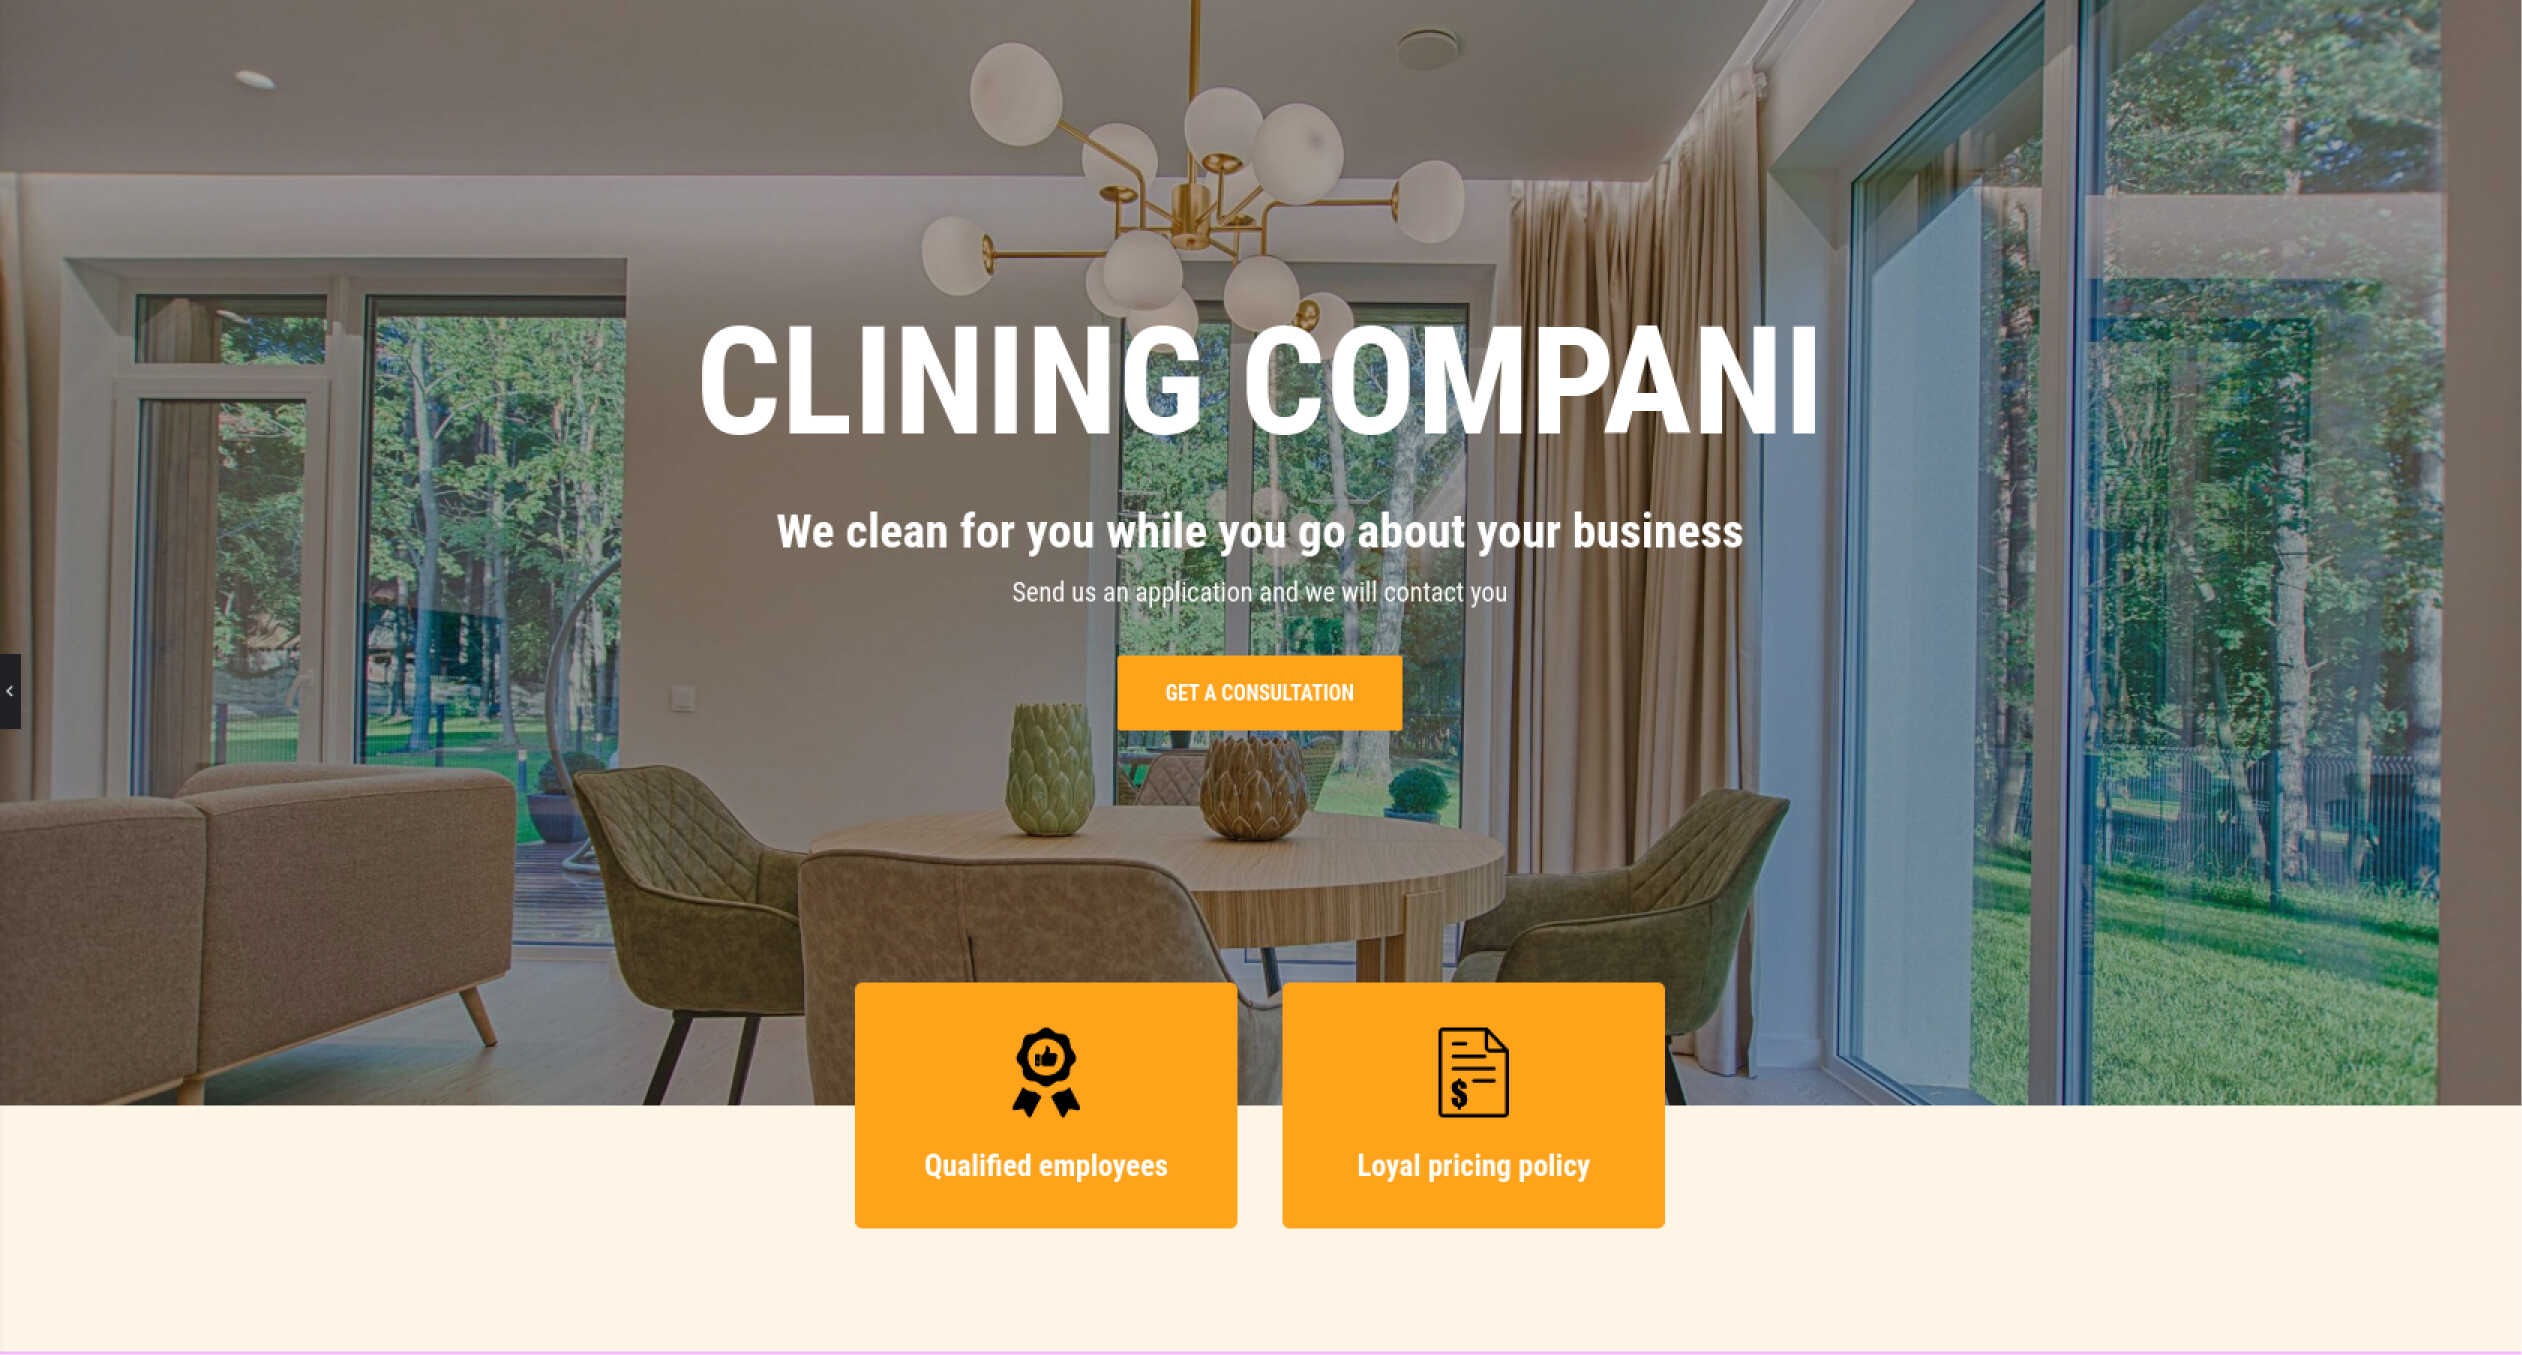 CLINING COMPANI
We clean for you while you go about your business
Send us an application and we will contact you
GET A CONSULTATION
Qualified employees
Loyal pricing policy